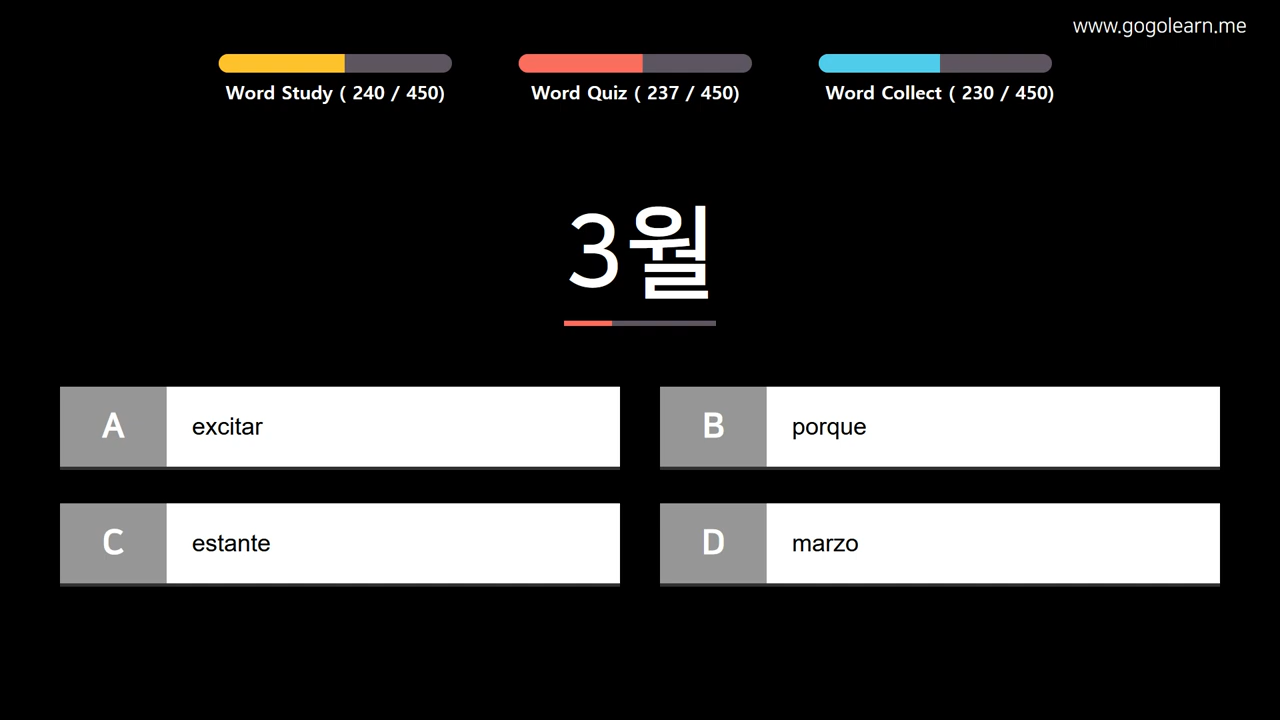 www.gogolearn.me
Word Study ( 240 / 450)
Word Quiz ( 237 / 450)
Word Collect ( 230 / 450)
3월
A excitar
B porque
C estante
D marzo